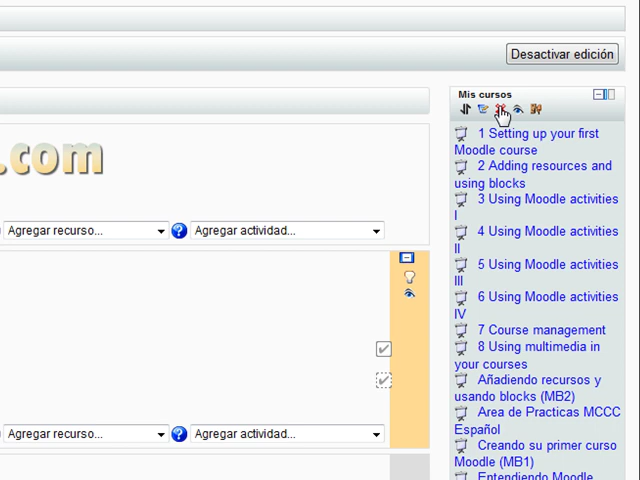 Desactivar edición
Mis cursos
.com
1 Setting up your first
Moodle course
2 Adding resources and
using blocks
3 Using Moodle activities
I
4 Using Moodle activities
II
5 Using Moodle activities
III
6 Using Moodle activities
IV
7 Course management
8 Using multimedia in
your courses
Añadiendo recursos y
usando blocks (MB2)
Area de Practicas MCCC
Español
Creando su primer curso
Moodle (MB1)
Entendiendo Moodle
Agregar recurso...
? Agregar actividad...
Agregar recurso...
? Agregar actividad...